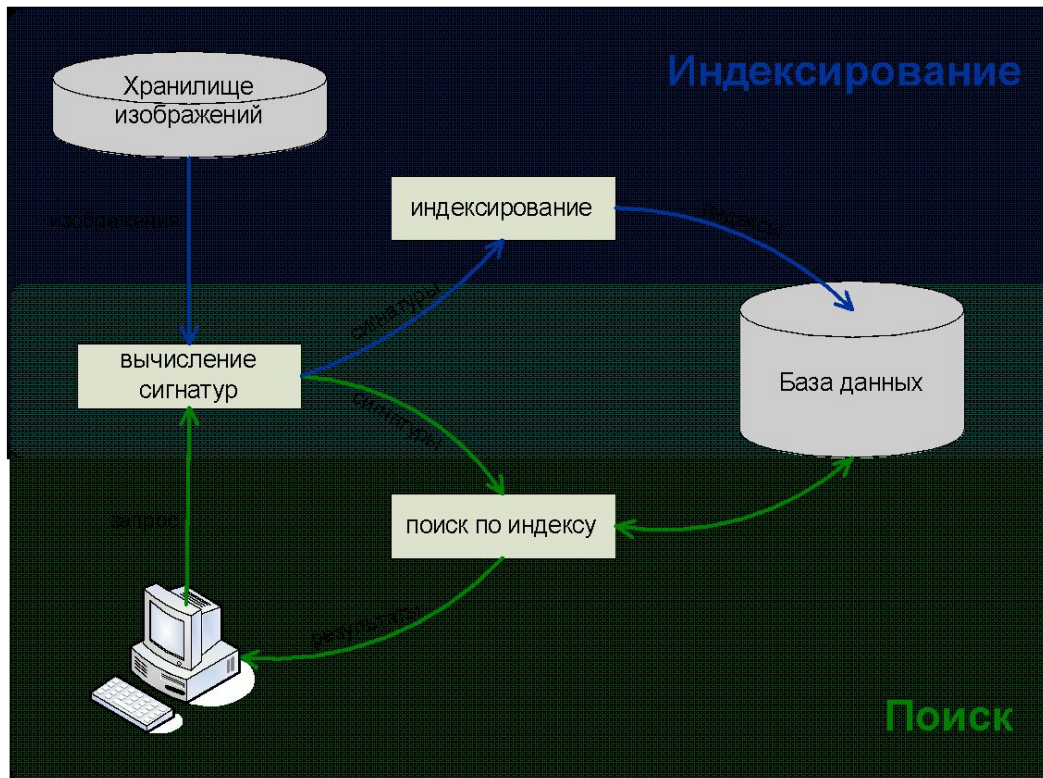 Индексирование
Хранилище
изображений
изображения
индексирование
индексы
сигнатуры
вычисление
сигнатур
сигнатуры
База данных
запрос
поиск по индексу
результаты
Поиск